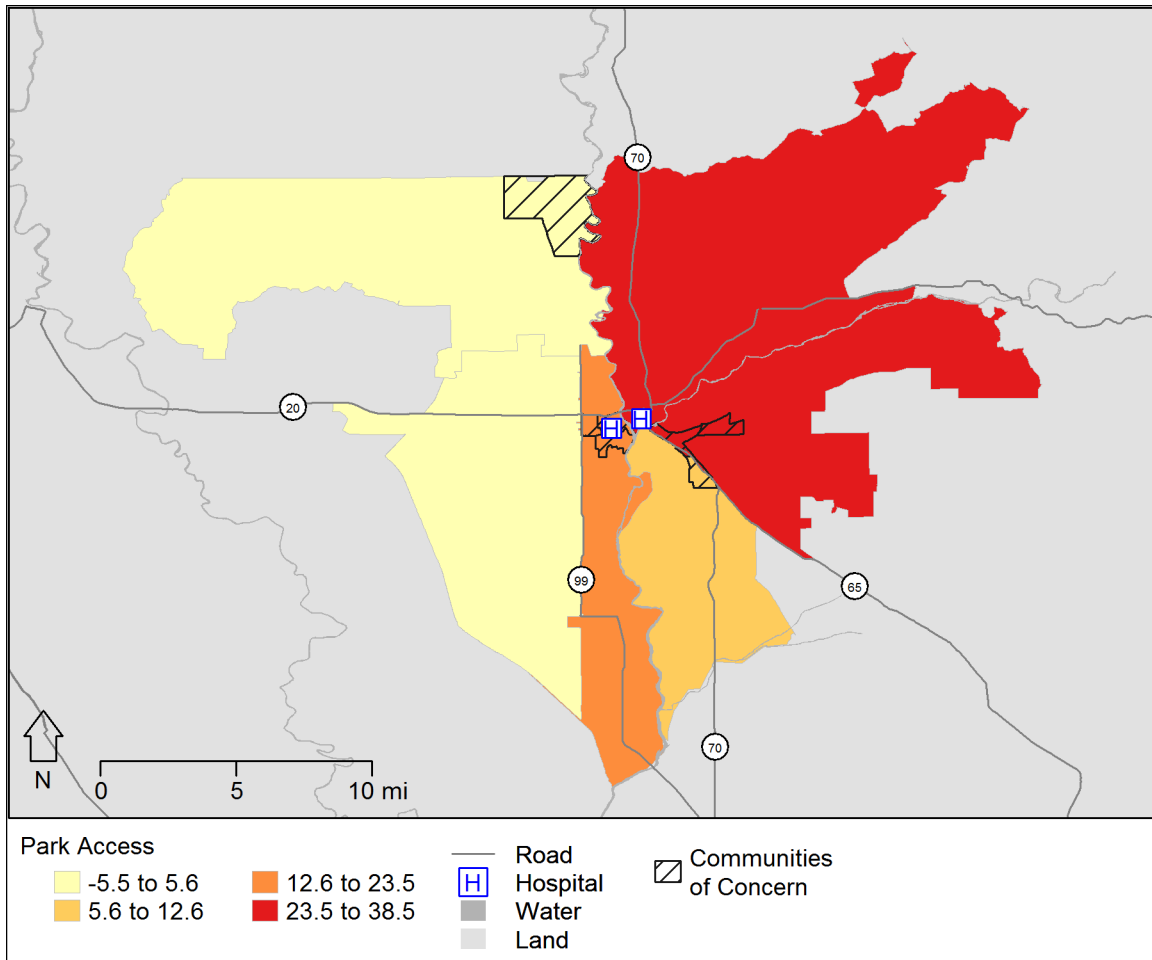 70
20
H
H
99
65
70
N
0 5 10 mi
Park Access
-5.5 to 5.6
5.6 to 12.6
12.6 to 23.5
23.5 to 38.5
Road
H Hospital
Water
Land
Communities
of Concern